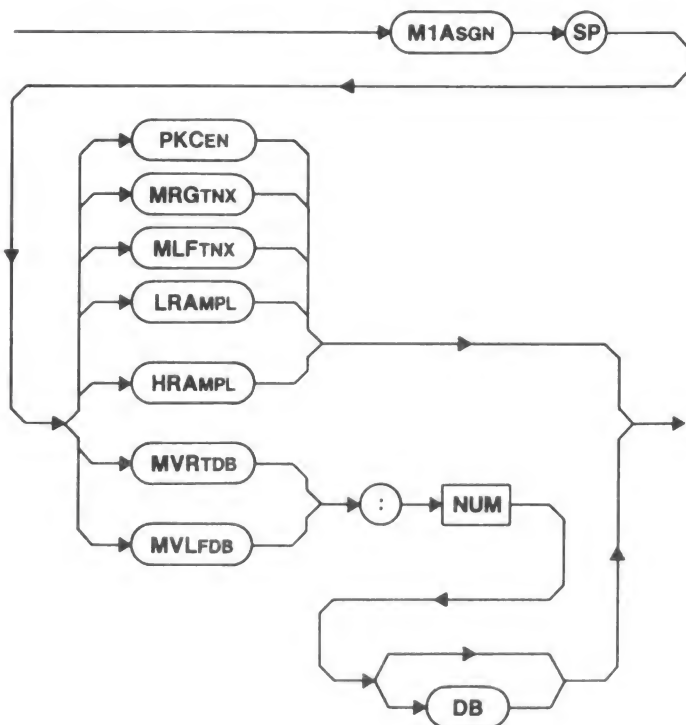 M1ASGN SP
PKCEN
MRGTNX
MLFTNX
LRAMPL
HRAMPL
MVRTDB
: NUM
MVLFDB
DB